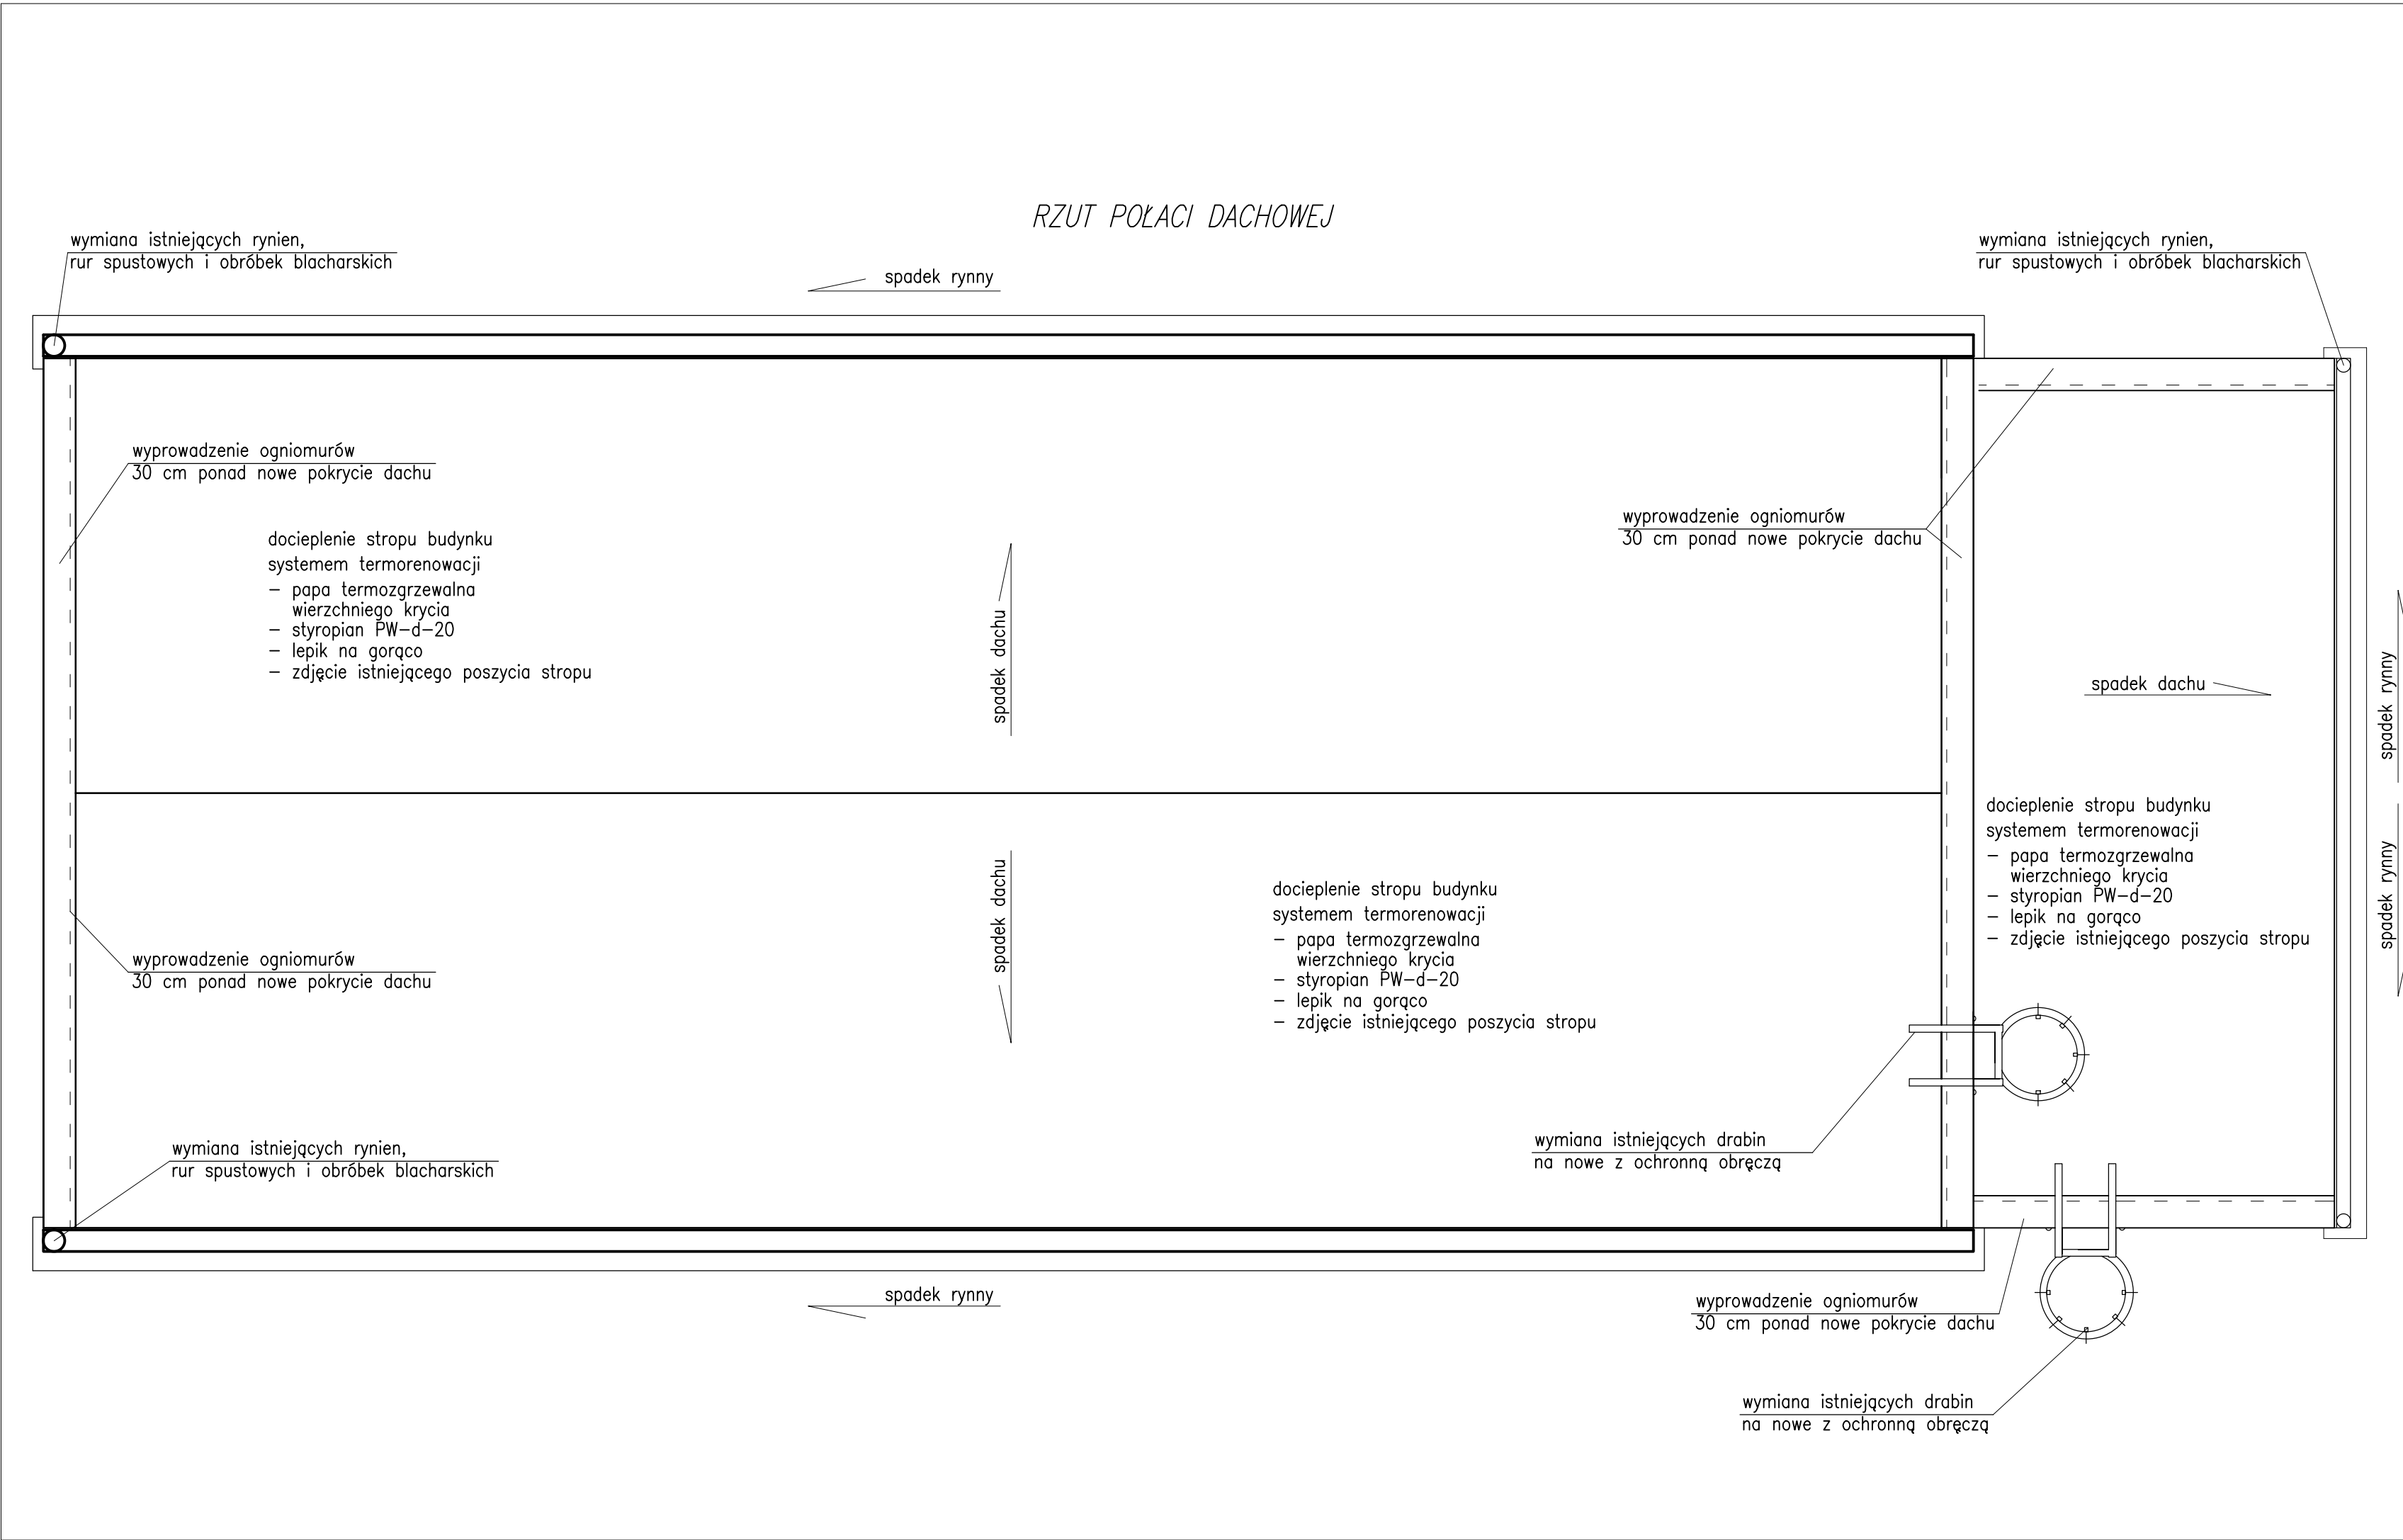 RZUT POŁACI DACHOWEJ
wymiana istniejących rynien,
rur spustowych i obróbek blacharskich
spadek rynny
wymiana istniejących rynien,
rur spustowych i obróbek blacharskich
wyprowadzenie ogniomurów
30 cm ponad nowe pokrycie dachu
docieplenie stropu budynku
systemem termorenowacji
– papa termozgrzewalna
wierzchniego krycia
– styropian PW–d–20
– lepik na gorąco
– zdjęcie istniejącego poszycia stropu
spadek dachu
wyprowadzenie ogniomurów
30 cm ponad nowe pokrycie dachu
spadek dachu
spadek rynny
docieplenie stropu budynku
systemem termorenowacji
– papa termozgrzewalna
wierzchniego krycia
– styropian PW–d–20
– lepik na gorąco
– zdjęcie istniejącego poszycia stropu
spadek rynny
spadek dachu
docieplenie stropu budynku
systemem termorenowacji
– papa termozgrzewalna
wierzchniego krycia
– styropian PW–d–20
– lepik na gorąco
– zdjęcie istniejącego poszycia stropu
wyprowadzenie ogniomurów
30 cm ponad nowe pokrycie dachu
wymiana istniejących rynien,
rur spustowych i obróbek blacharskich
wymiana istniejących drabin
na nowe z ochronną obręczą
spadek rynny
wyprowadzenie ogniomurów
30 cm ponad nowe pokrycie dachu
wymiana istniejących drabin
na nowe z ochronną obręczą